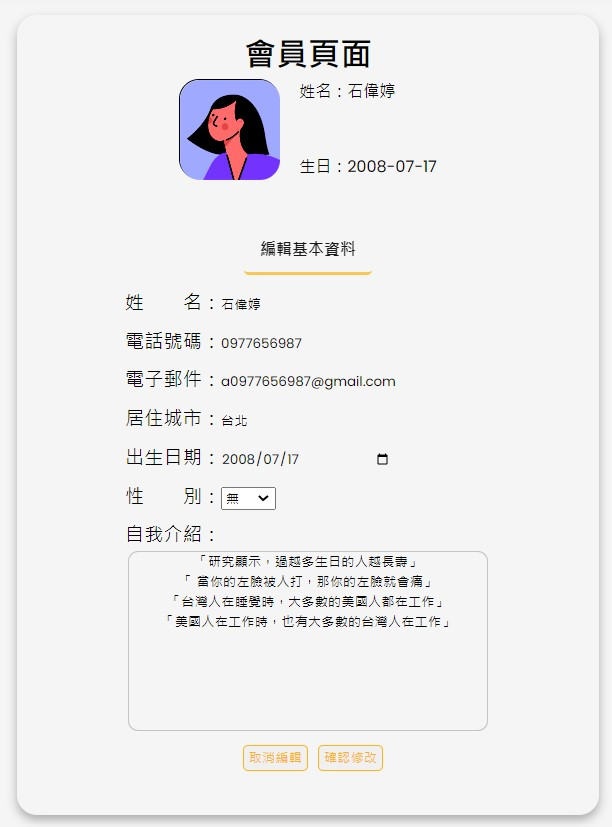 會員頁面
姓名：石偉婷
生日：2008-07-17
編輯基本資料
姓　　名：石偉婷
電話號碼：0977656987
電子郵件：a0977656987@gmail.com
居住城市：台北
出生日期：2008/07/17
性　　別：無
自我介紹：
「研究顯示，過越多生日的人越長壽」
「 當你的左臉被人打，那你的左臉就會痛」
「台灣人在睡覺時，大多數的美國人都在工作」
「美國人在工作時，也有大多數的台灣人在工作」
取消編輯 確認修改